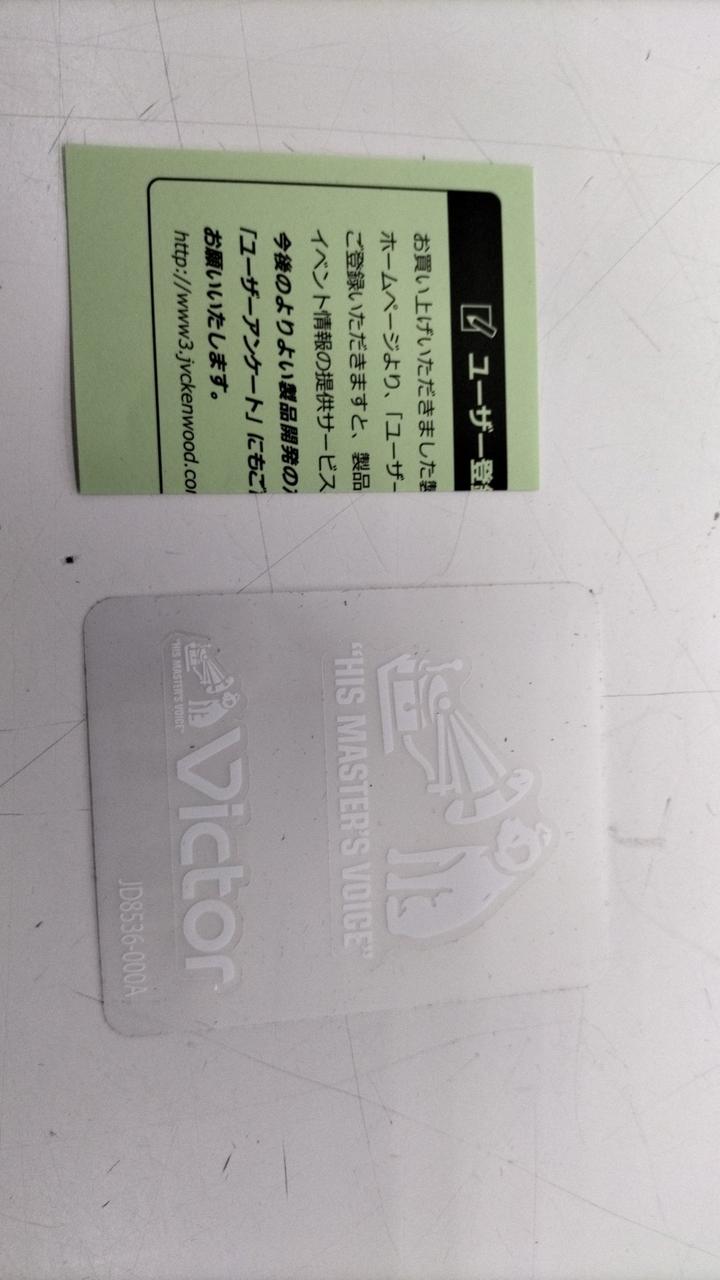 ユーザー登
お買い上げいただきました製
ホームページより、「ユーザー
ご登録いただきますと、製品
イベント情報の提供サービス
今後のよりよい製品開発の
「ユーザーアンケート」にもご
お願いいたします。
http://www3.jvckenwood.co
"HIS MASTER'S VOICE"
Victor
"HIS MASTER'S VOICE"
JD8536-000A